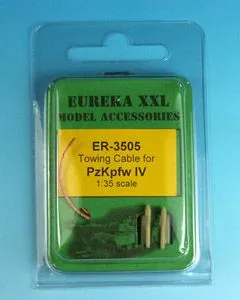 EUREKA XXL
MODEL ACCESSORIES
ER-3505
Towing Cable for
PzKpfw IV
1:35 scale